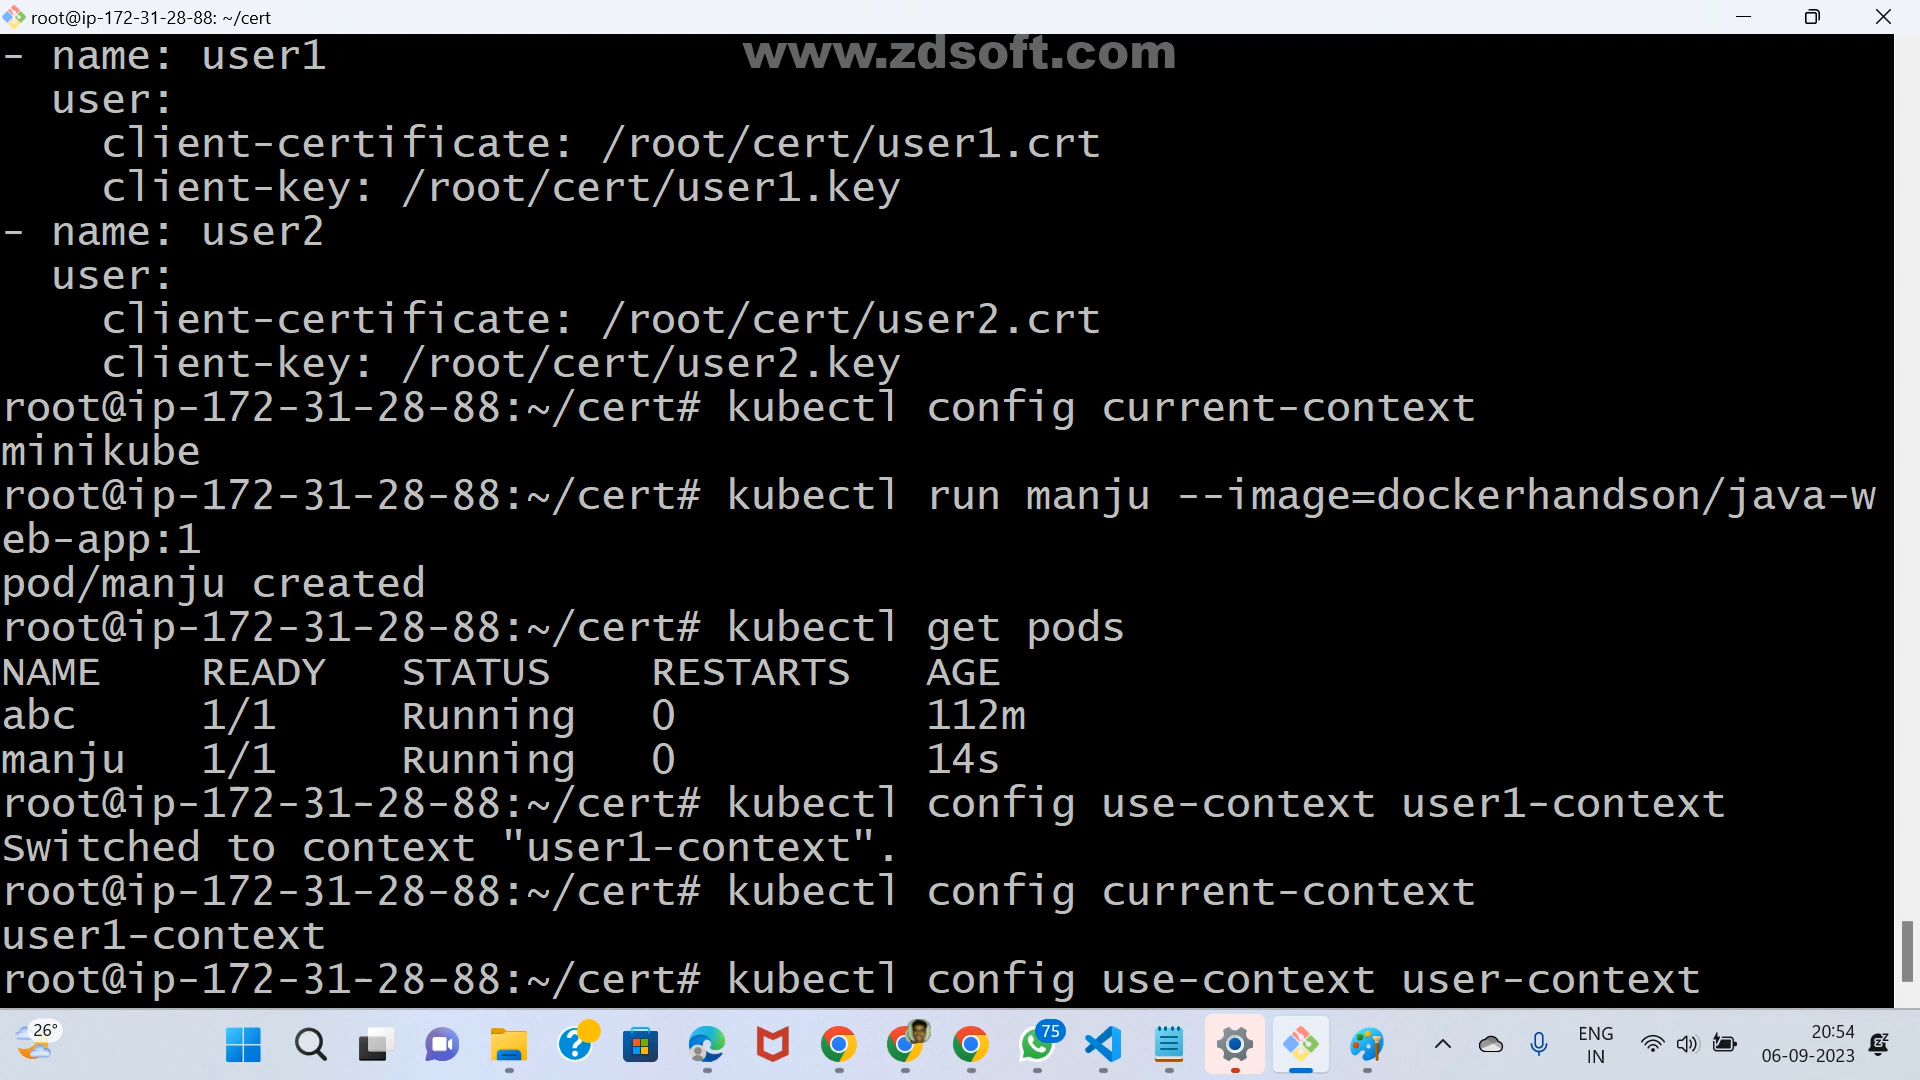 root@ip-172-31-28-88: ~/cert
www.zdsoft.com
- name: user1
  user:
    client-certificate: /root/cert/user1.crt
    client-key: /root/cert/user1.key
- name: user2
  user:
    client-certificate: /root/cert/user2.crt
    client-key: /root/cert/user2.key
root@ip-172-31-28-88:~/cert# kubectl config current-context
minikube
root@ip-172-31-28-88:~/cert# kubectl run manju --image=dockerhandson/java-w
eb-app:1
pod/manju created
root@ip-172-31-28-88:~/cert# kubectl get pods
NAME    READY   STATUS    RESTARTS   AGE
abc     1/1     Running   0          112m
manju   1/1     Running   0          14s
root@ip-172-31-28-88:~/cert# kubectl config use-context user1-context
Switched to context "user1-context".
root@ip-172-31-28-88:~/cert# kubectl config current-context
user1-context
root@ip-172-31-28-88:~/cert# kubectl config use-context user-context
26°
75
ENG
IN
20:54
06-09-2023